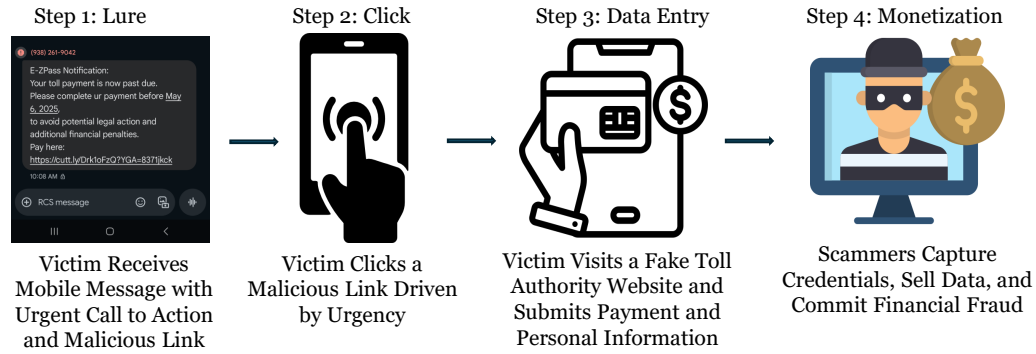 Step 1: Lure
Step 2: Click
Step 3: Data Entry
Step 4: Monetization
(938) 261-9042
E-ZPass Notification:
Your toll payment is now past due.
Please complete ur payment before May
6, 2025,
to avoid potential legal action and
additional financial penalties.
Pay here:
https://cutt.ly/Drk1oFzQ?YGA=8371jkck
10:08 AM
RCS message
$
$
Victim Receives
Mobile Message with
Urgent Call to Action
and Malicious Link
Victim Clicks a
Malicious Link Driven
by Urgency
Victim Visits a Fake Toll
Authority Website and
Submits Payment and
Personal Information
Scammers Capture
Credentials, Sell Data, and
Commit Financial Fraud